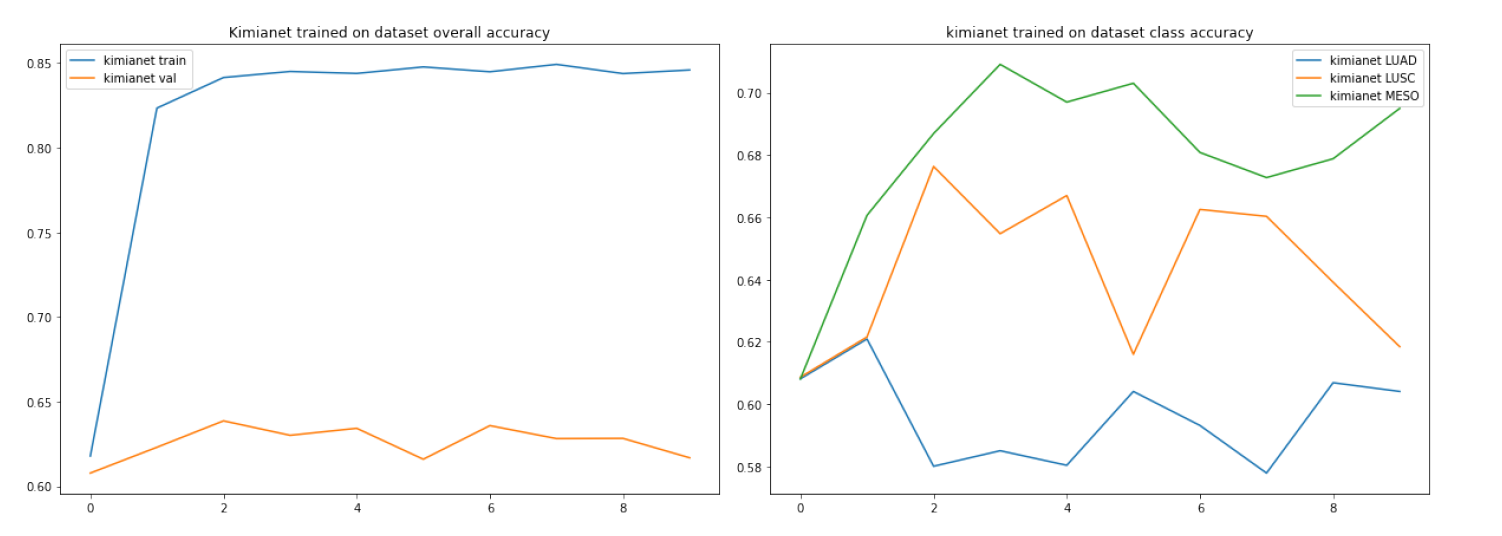 Kimianet trained on dataset overall accuracy
kimianet train
kimianet val
0.85
0.80
0.75
0.70
0.65
0.60
0 2 4 6 8
kimianet trained on dataset class accuracy
kimianet LUAD
kimianet LUSC
kimianet MESO
0.70
0.68
0.66
0.64
0.62
0.60
0.58
0 2 4 6 8